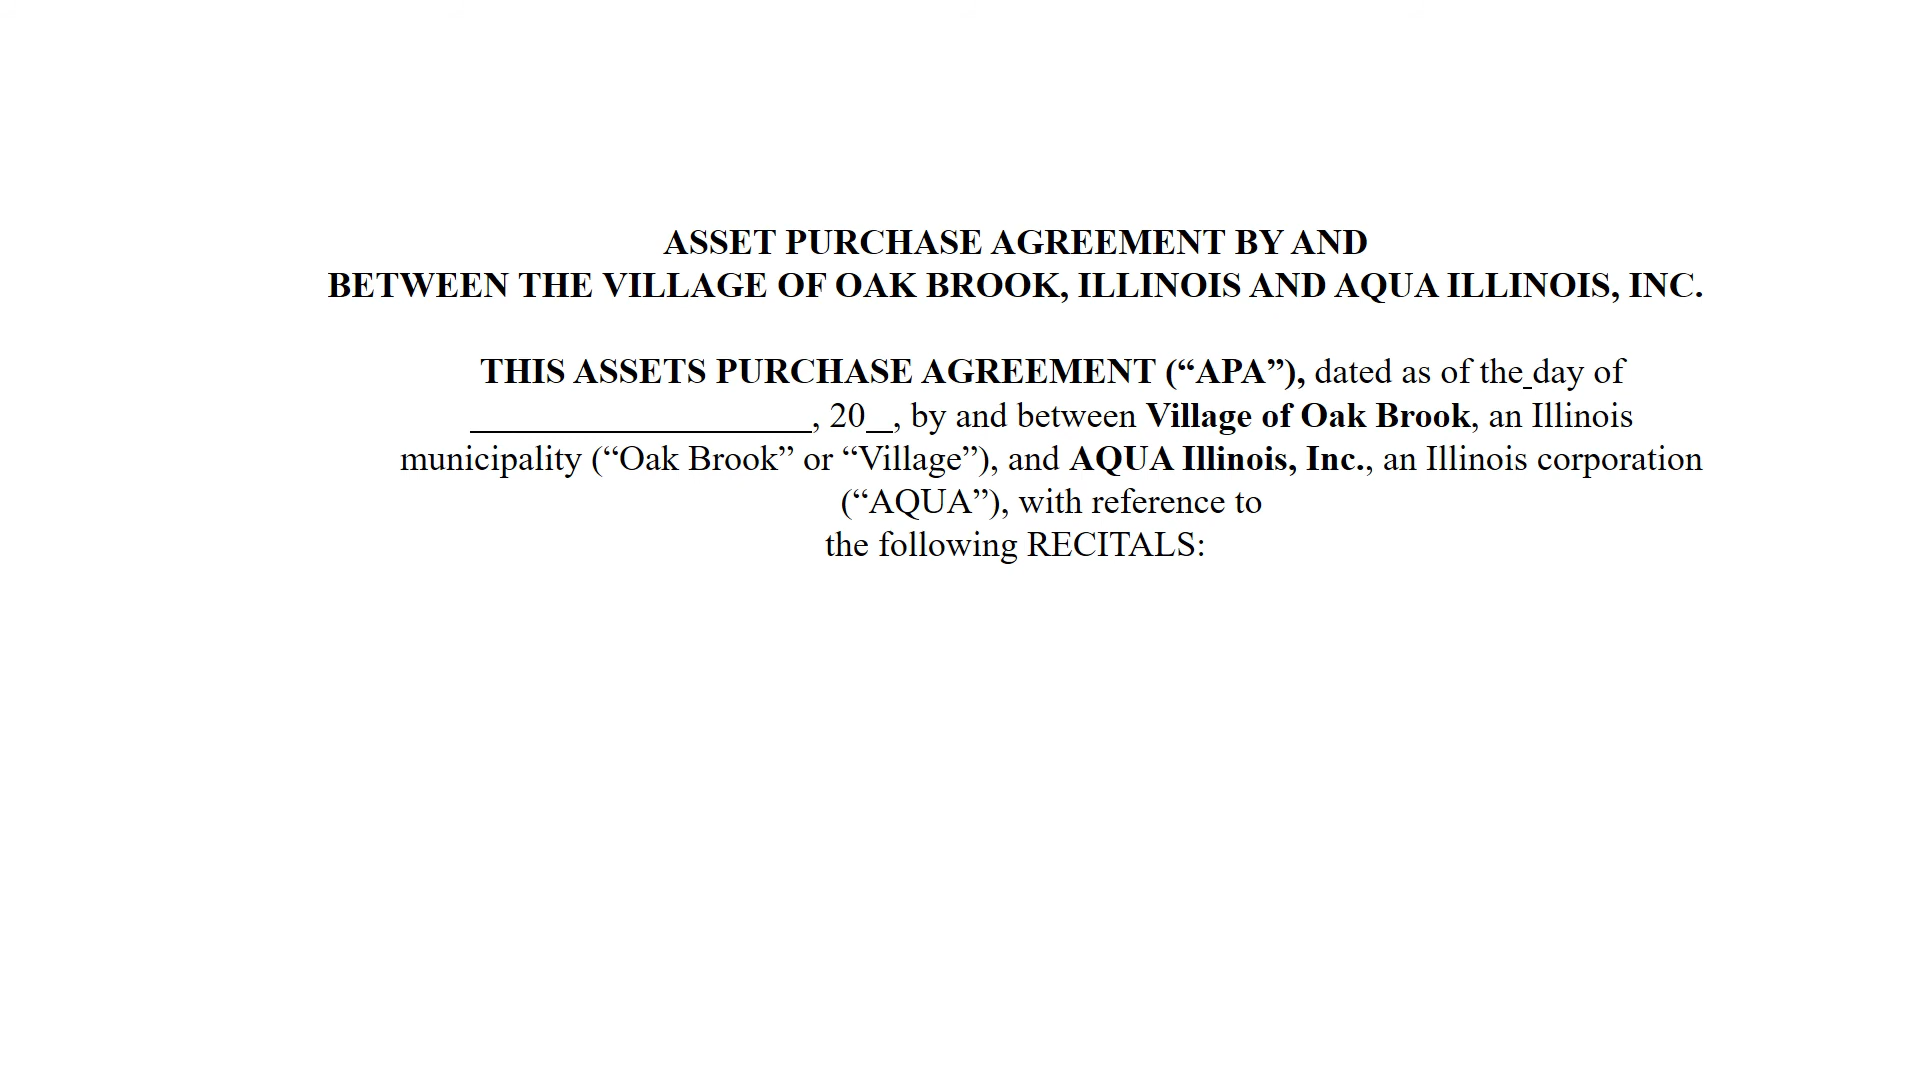 ASSET PURCHASE AGREEMENT BY AND
BETWEEN THE VILLAGE OF OAK BROOK, ILLINOIS AND AQUA ILLINOIS, INC.
THIS ASSETS PURCHASE AGREEMENT (“APA”), dated as of the_day of
___________________, 20__, by and between Village of Oak Brook, an Illinois
municipality (“Oak Brook” or “Village”), and AQUA Illinois, Inc., an Illinois corporation
(“AQUA”), with reference to
the following RECITALS: